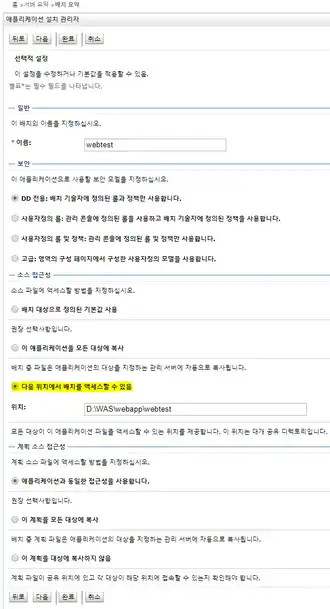 홈 >서버 요약 >배치 요약
애플리케이션 설치 관리자
뒤로 다음 완료 취소
선택적 설정
이 설정을 수정하거나 기본값을 적용할 수 있음.
별표*는 필수 필드를 나타냅니다.
일반
이 배치의 이름을 지정하십시오.
* 이름: webtest
보안
이 애플리케이션으로 사용할 보안 모델을 지정하십시오.
DD 전용: 배치 기술자에 정의된 롤과 정책만 사용합니다.
사용자정의 롤: 관리 콘솔에 정의된 롤을 사용하고 배치 기술자에 정의된 정책을 사용합니다.
사용자정의 롤 및 정책: 관리 콘솔에 정의된 롤 및 정책만 사용합니다.
고급: 영역의 구성 페이지에서 구성한 사용자정의 모델을 사용합니다.
소스 접근성
소스 파일에 액세스할 방법을 지정하십시오.
배치 대상으로 정의된 기본값 사용
권장 선택사항입니다.
이 애플리케이션을 모든 대상에 복사
배치 중 파일은 애플리케이션의 대상을 지정하는 관리 서버에 자동으로 복사됩니다.
다음 위치에서 배치를 액세스할 수 있음
위치: D:\WAS\webapp\webtest
모든 대상이 이 애플리케이션 파일을 액세스할 수 있는 위치를 제공합니다. 이 위치는 대개 공유 디렉토리입니다.
계획 소스 접근성
계획 소스 파일에 액세스할 방법을 지정하십시오.
애플리케이션과 동일한 접근성을 사용합니다.
권장 선택사항입니다.
이 계획을 모든 대상에 복사
배치 중 계획 파일은 애플리케이션의 대상을 지정하는 관리 서버에 자동으로 복사됩니다.
이 계획을 대상에 복사하지 않음
계획 파일이 공유 위치에 있고 각 대상이 해당 위치에 접속할 수 있는지 확인해야 합니다.
뒤로 다음 완료 취소